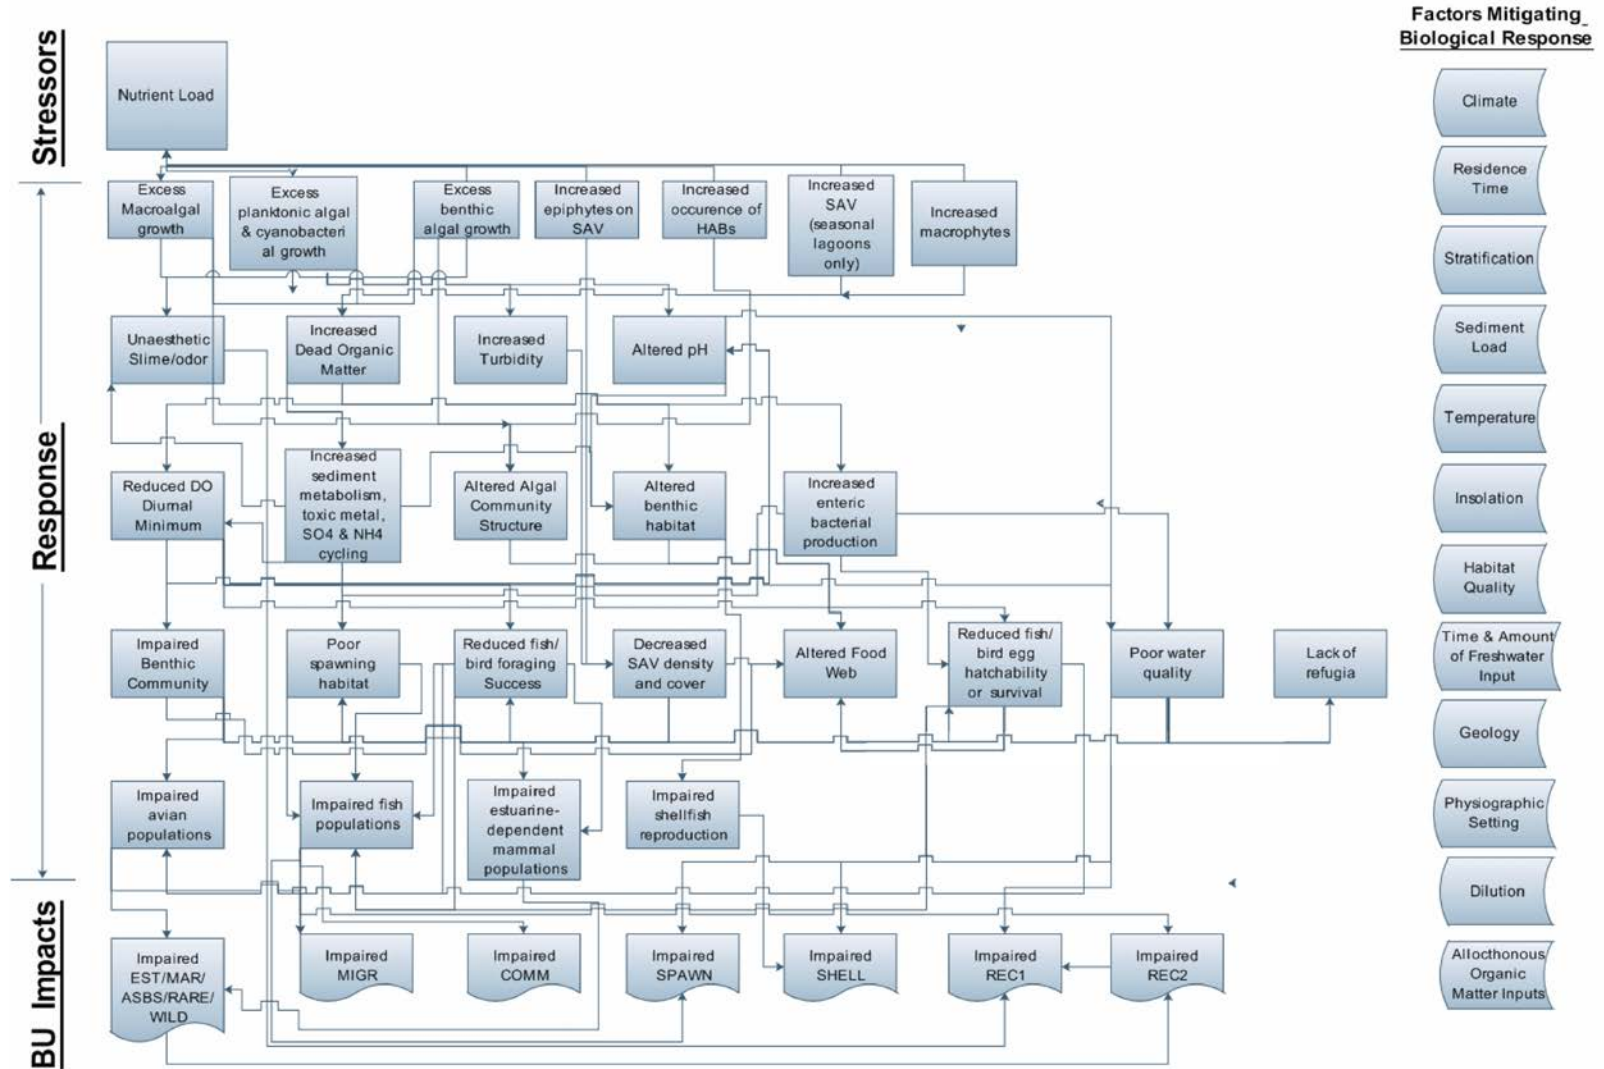 Factors Mitigating
Biological Response
Stressors
Response
BU Impacts
Nutrient Load
Excess
Macroalgal
growth
Excess
planktonic algal
& cyanobacteri
al growth
Excess
benthic
algal growth
Increased
epiphytes on
SAV
Increased
occurence of
HABs
Increased
SAV
(seasonal
lagoons
only)
Increased
macrophytes
Unaesthetic
Slime/odor
Increased
Dead Organic
Matter
Increased
Turbidity
Altered pH
Reduced DO
Diurnal
Minimum
Increased
sediment
metabolism,
toxic metal,
SO4 & NH4
cycling
Altered Algal
Community
Structure
Altered
benthic
habitat
Increased
enteric
bacterial
production
Impaired
Benthic
Community
Poor
spawning
habitat
Reduced fish/
bird foraging
Success
Decreased
SAV density
and cover
Altered Food
Web
Reduced fish/
bird egg
hatchability
or survival
Poor water
quality
Lack of
refugia
Impaired
avian
populations
Impaired fish
populations
Impaired
estuarine-
dependent
mammal
populations
Impaired
shellfish
reproduction
Impaired
EST/MAR/
ASBS/RARE/
WILD
Impaired
MIGR
Impaired
COMM
Impaired
SPAWN
Impaired
SHELL
Impaired
REC1
Impaired
REC2
Climate
Residence
Time
Stratification
Sediment
Load
Temperature
Insolation
Habitat
Quality
Time & Amount
of Freshwater
Input
Geology
Physiographic
Setting
Dilution
Allocthonous
Organic
Matter Inputs